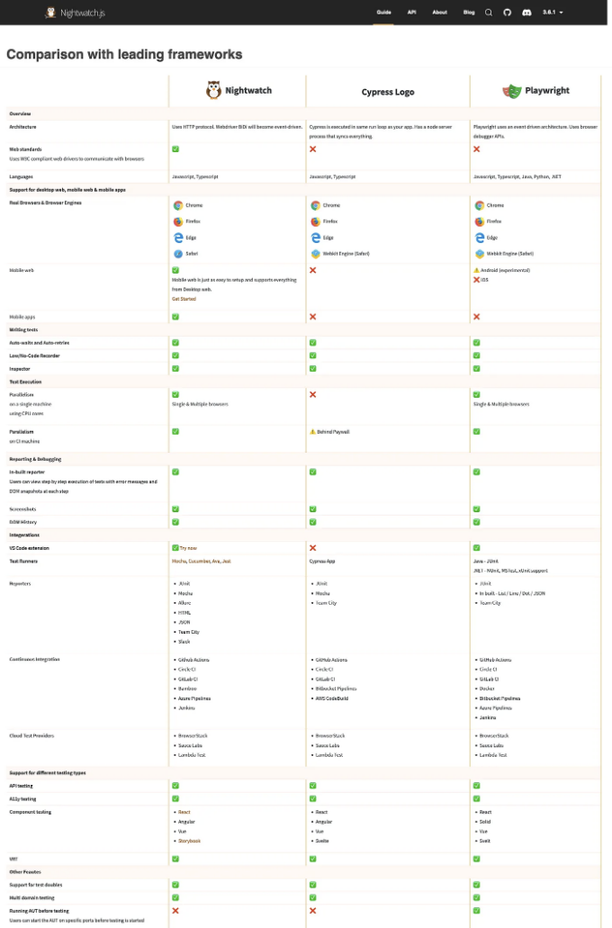 Nightwatch.js
Guide API About Blog 3.6.1
Comparison with leading frameworks
Nightwatch Cypress Logo Playwright
Overview
Architecture
Uses HTTP protocol. Webdriver BiDi will become event-driven.
Cypress is executed in same run loop as your app. Has a node server
process that syncs everything.
Playwright uses an event driven architecture. Uses browser
debugger APIs.
Web standards
Uses W3C compliant web drivers to communicate with browsers
Languages
Javascript, Typescript
Javascript, Typescript
Javascript, Typescript, Java, Python, .NET
Support for desktop web, mobile web & mobile apps
Real Browsers & Browser Engines
Chrome
Firefox
Edge
Safari
Chrome
Firefox
Edge
Webkit Engine (Safari)
Chrome
Firefox
Edge
Webkit Engine (Safari)
Mobile web
Mobile web is just as easy to setup and supports everything
from Desktop web.
Get Started
Android (experimental)
iOS
Mobile apps
Writing tests
Auto-waits and Auto-retries
Low/No-Code Recorder
Inspector
Test Execution
Parallelism
on a single machine
using CPU cores
Single & Multiple browsers
Single & Multiple browsers
Parallelism
on CI machine
Behind Paywall
Reporting & Debugging
In-built reporter
Users can view step by step execution of tests with error messages and
DOM snapshots at each step
Screenshots
DOM History
Integrations
VS Code extension
Try now
Test Runners
Mocha, Cucumber, Ava, Jest
Cypress App
Java - JUnit
.NET - NUnit, MSTest, xUnit support
Reporters
• JUnit
• Mocha
• Allure
• HTML
• JSON
• Team City
• Slack
• JUnit
• Mocha
• Team City
• JUnit
• In built - List / Line / Dot / JSON
• Team City
Continuous Integration
• Github Actions
• Circle CI
• GitLab CI
• Bamboo
• Azure Pipelines
• Jenkins
• GitHub Actions
• Circle CI
• GitLab CI
• Bitbucket Pipelines
• AWS CodeBuild
• GitHub Actions
• Circle CI
• GitLab CI
• Docker
• Bitbucket Pipelines
• Azure Pipelines
• Jenkins
Cloud Test Providers
• BrowserStack
• Sauce Labs
• Lambda Test
• BrowserStack
• Sauce Labs
• Lambda Test
• BrowserStack
• Sauce Labs
• Lambda Test
Support for different testing types
API testing
A11y testing
Component testing
• React
• Angular
• Vue
• Storybook
• React
• Angular
• Vue
• Svelte
• React
• Solid
• Vue
• Svelt
VRT
Other Features
Support for test doubles
Multi domain testing
Running AUT before testing
Users can start the AUT on specific ports before testing is started